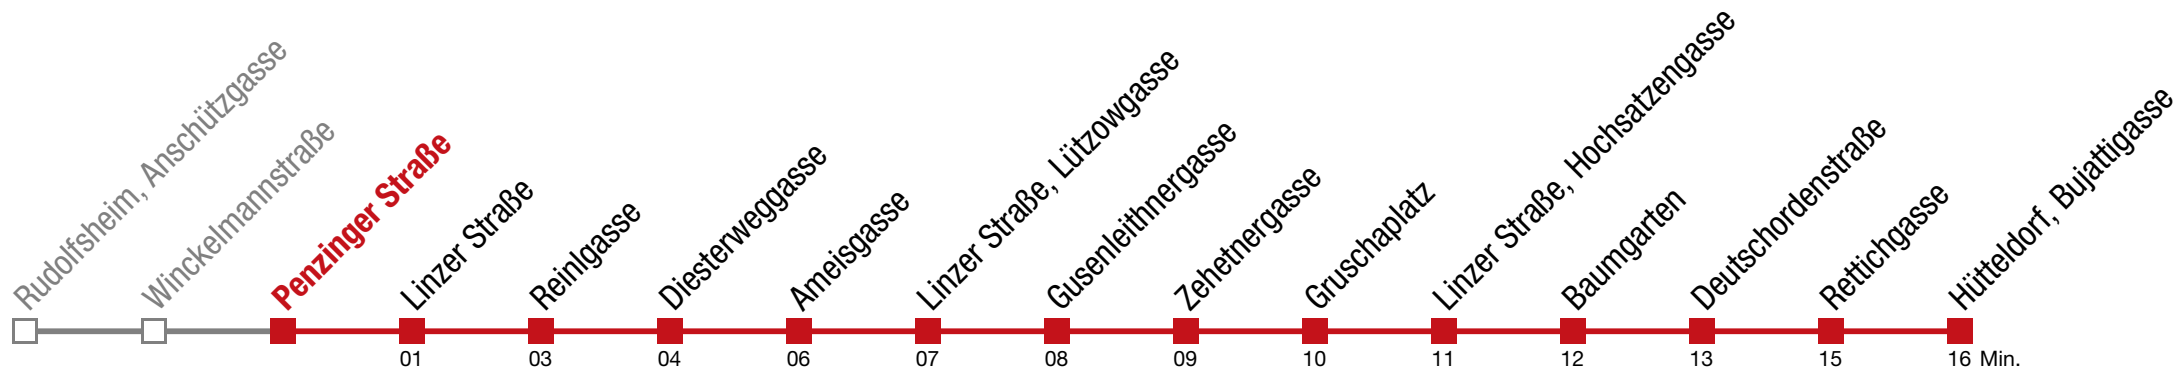 Rudolfsheim, Anschützgasse
Winckelmannstraße
Penzinger Straße
Linzer Straße
Reinlgasse
Diesterweggasse
Ameisgasse
Linzer Straße, Lützowgasse
Gusenleithnergasse
Zehetnergasse
Gruschaplatz
Linzer Straße, Hochsatzengasse
Baumgarten
Deutschordenstraße
Rettichgasse
Hütteldorf, Bujattigasse
01 03 04 06 07 08 09 10 11 12 13 15 16 Min.